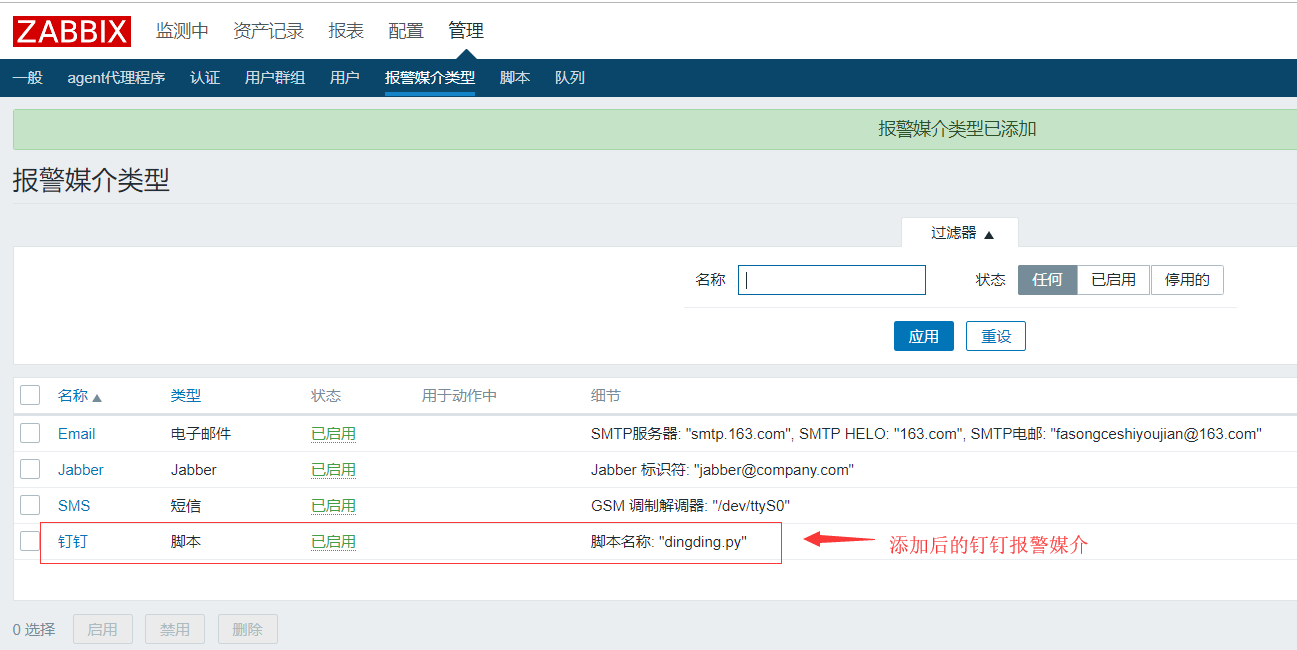 ZABBIX 监测中 资产记录 报表 配置 管理
一般 agent代理程序 认证 用户群组 用户 报警媒介类型 脚本 队列
报警媒介类型已添加
报警媒介类型
过滤器 ▲
名称 状态 任何 已启用 停用的
应用 重设
名称▲ 类型 状态 用于动作中 细节
Email 电子邮件 已启用 SMTP服务器: "smtp.163.com", SMTP HELO: "163.com", SMTP电邮: "fasongceshiyoujian@163.com"
Jabber Jabber 已启用 Jabber 标识符: "jabber@company.com"
SMS 短信 已启用 GSM 调制解调器: "/dev/ttyS0"
钉钉 脚本 已启用 脚本名称: "dingding.py" 添加后的钉钉报警媒介
0 选择 启用 禁用 删除